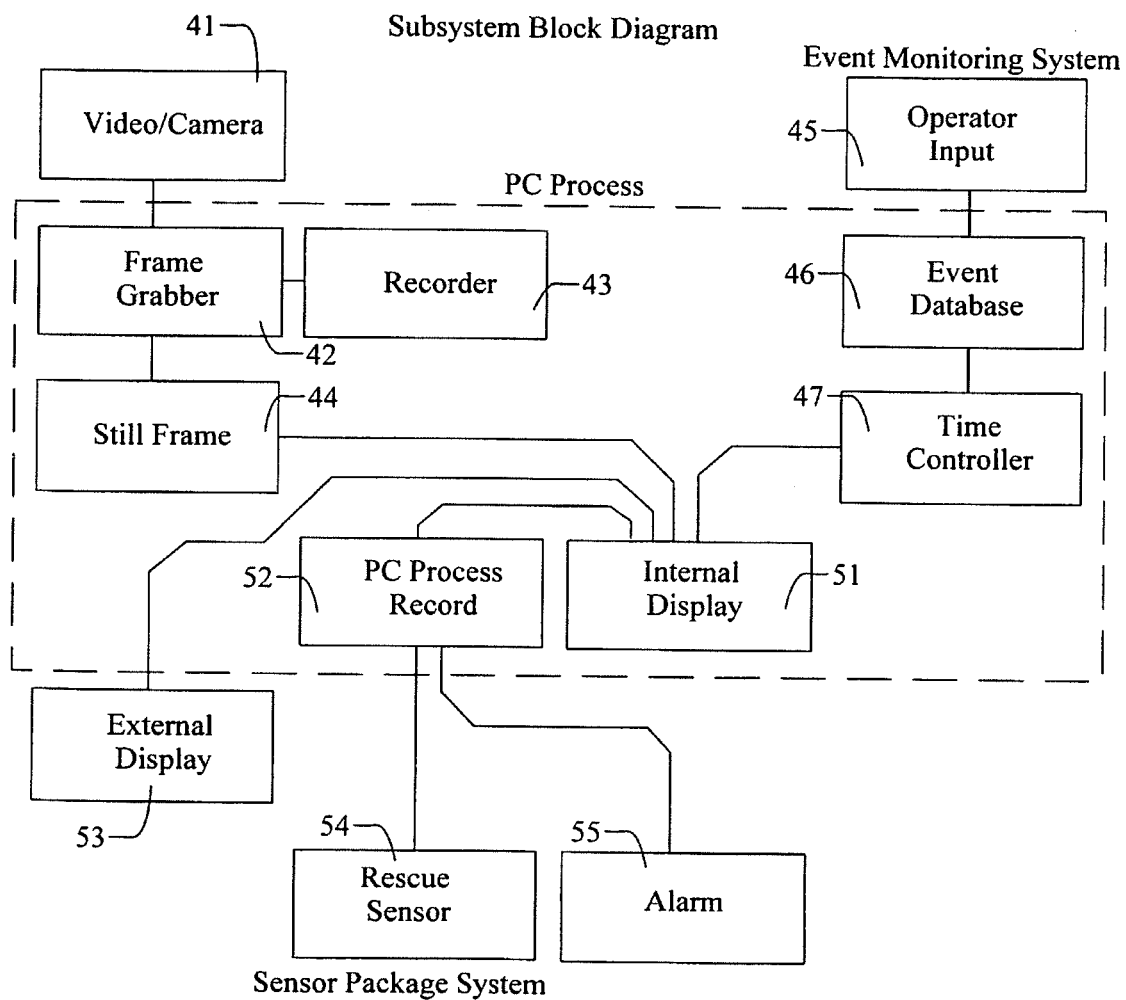 Subsystem Block Diagram
41
Video/Camera
Event Monitoring System
45
Operator
Input
PC Process
Frame
Grabber
42
Recorder
43
46
Event
Database
44
Still Frame
47
Time
Controller
52
PC Process
Record
Internal
Display
51
External
Display
53
54
Rescue
Sensor
55
Alarm
Sensor Package System